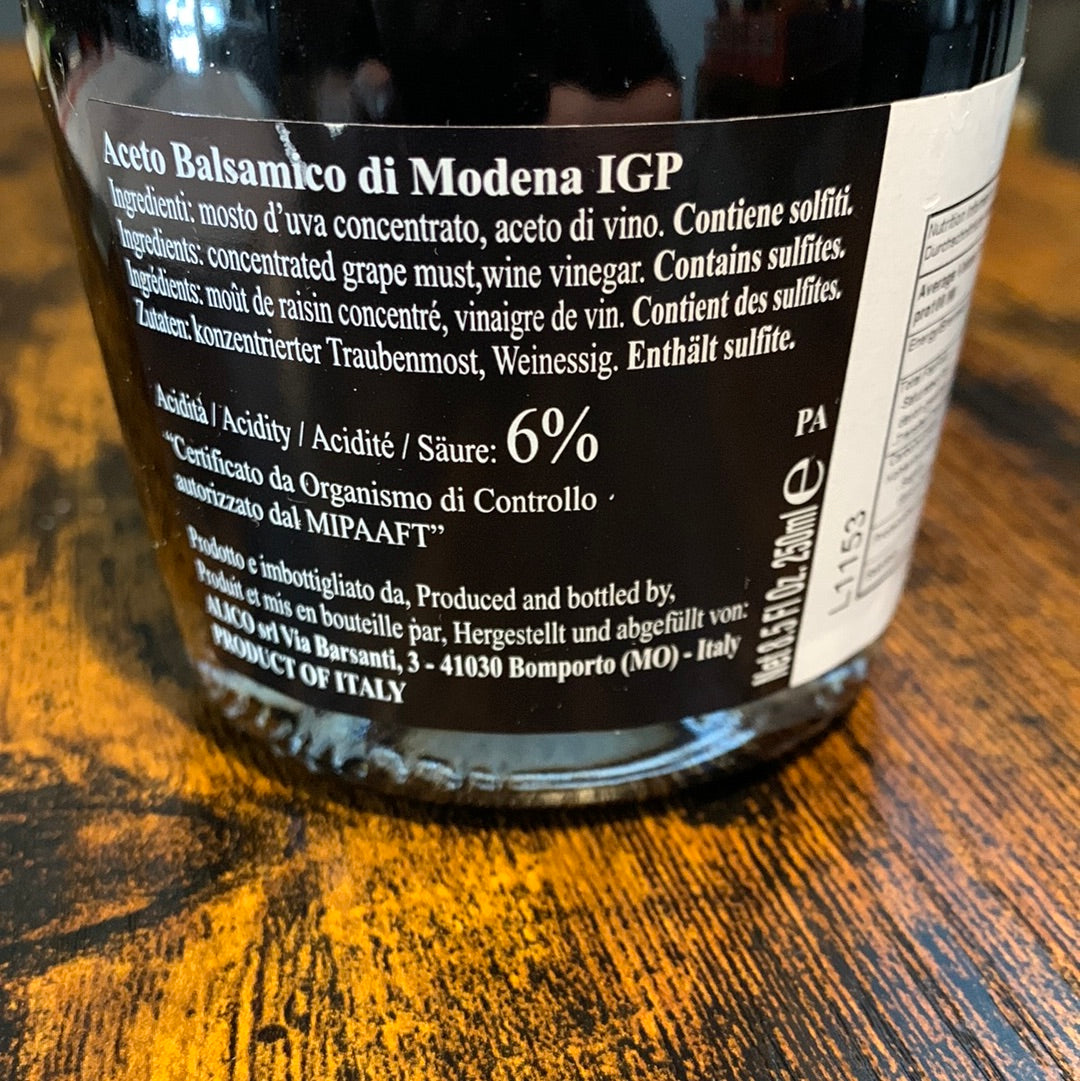 Aceto Balsamico di Modena IGP
Ingredienti: mosto d'uva concentrato, aceto di vino. Contiene solfiti.
Ingredients: concentrated grape must,wine vinegar. Contains sulfites.
Ingrédients: moût de raisin concentré, vinaigre de vin. Contient des sulfites.
Zutaten: konzentrierter Traubenmost, Weinessig. Enthält sulfite.
Acidità / Acidity / Acidité / Säure: 6%
"Certificato da Organismo di Controllo
autorizzato dal MIPAAFT"
Prodotto e imbottigliato da, Produced and bottled by,
Produit et mis en bouteille par, Hergestellt und abgefüllt von:
ALICO srl Via Barsanti, 3 - 41030 Bomporto (MO) - Italy
PRODUCT OF ITALY
PA
Net 8.5 Fl Oz. 250ml e
L-1153
Nutrition
Average